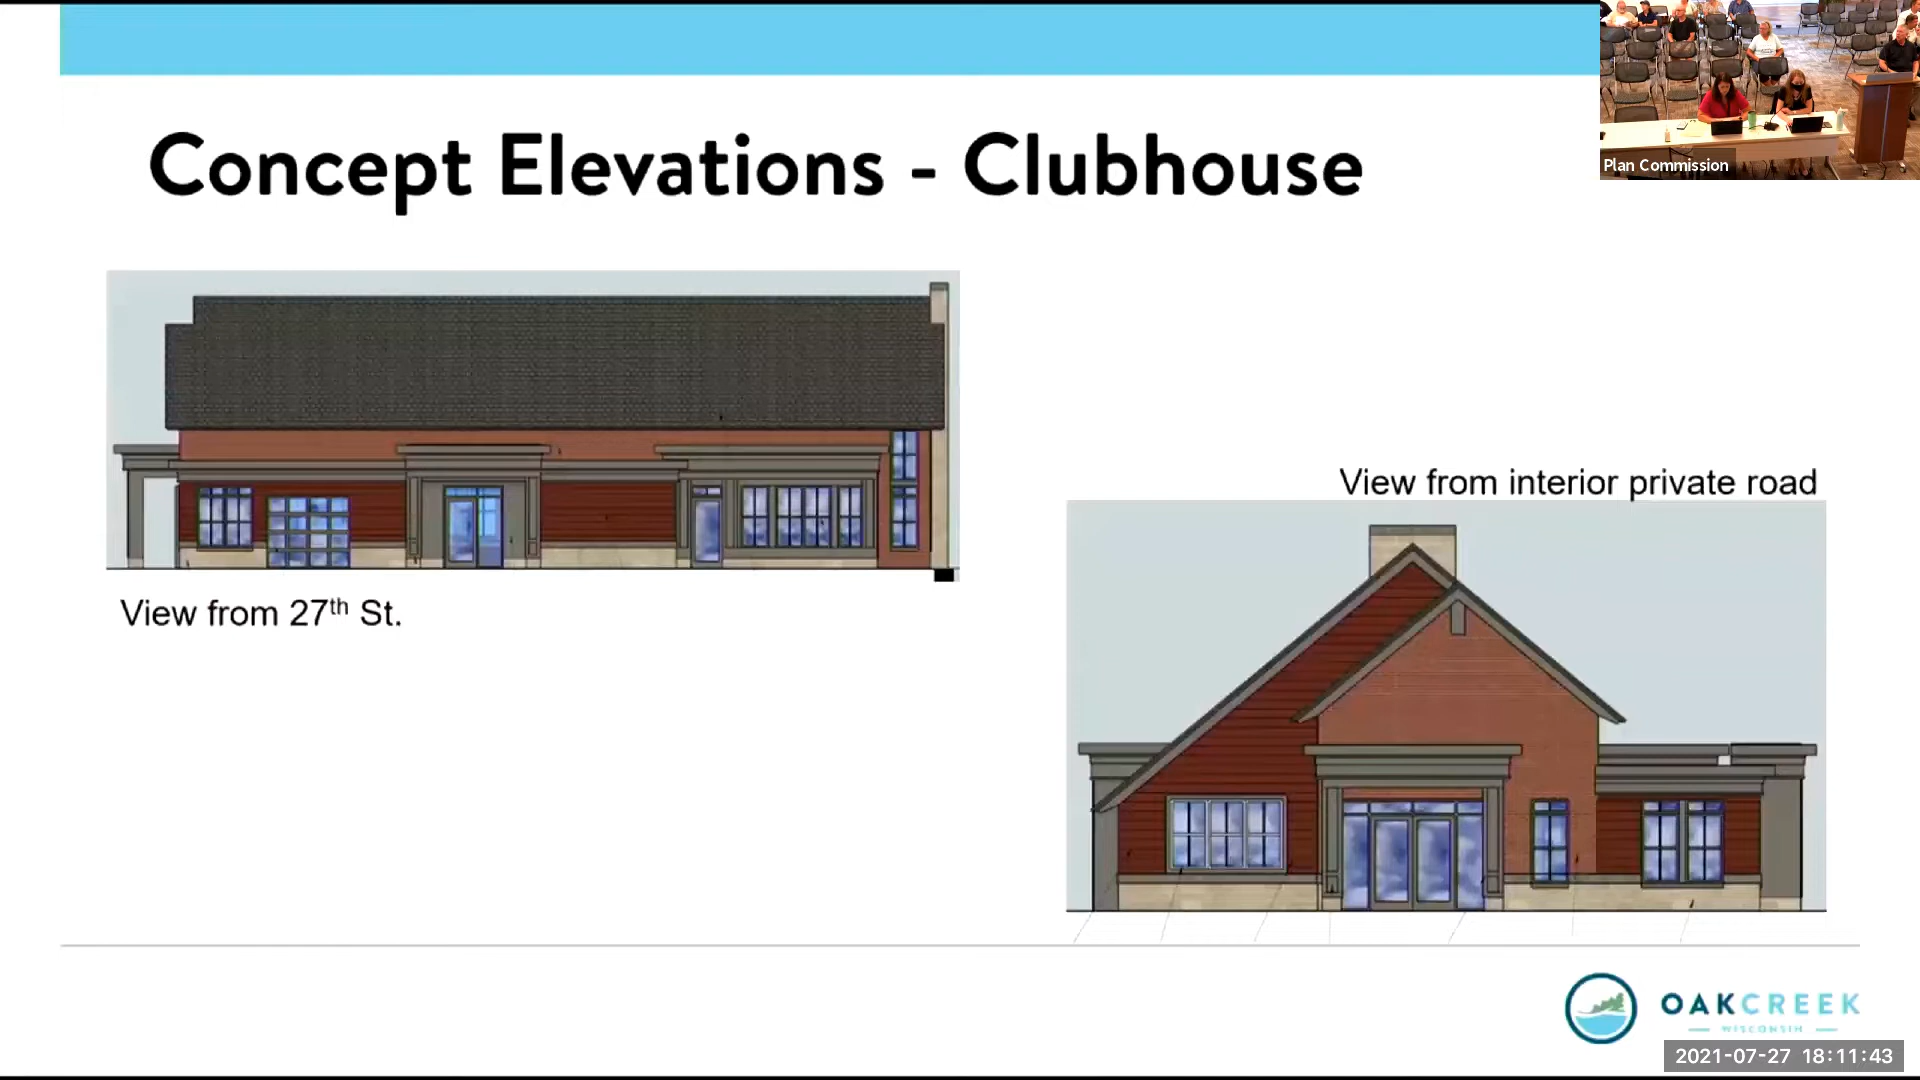 Plan Commission
Concept Elevations - Clubhouse
View from 27th St.
View from interior private road
OAKCREEK
WISCONSIN
2021-07-27 18:11:43